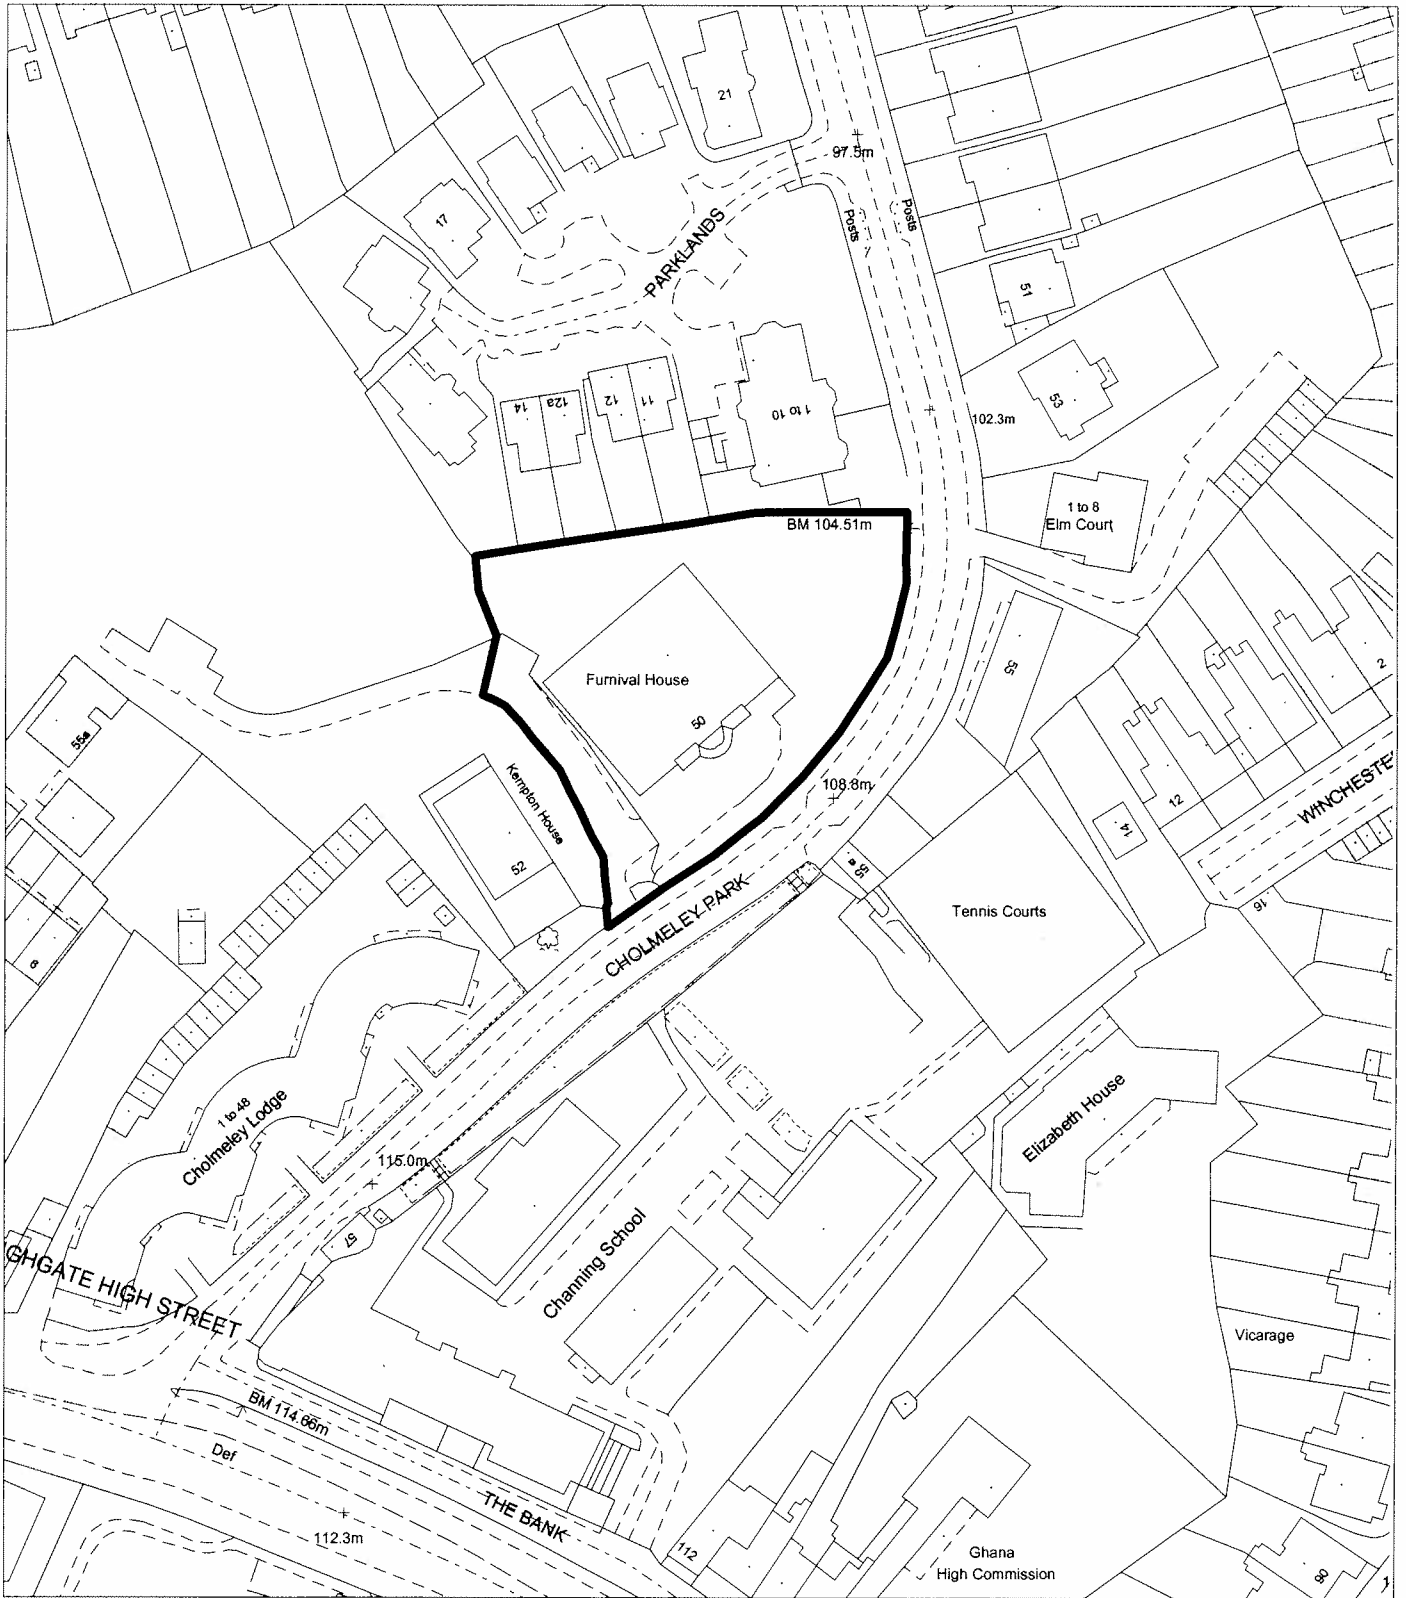 21
97.5m
17
Posts
Posts
PARKLANDS
51
14
12a
12
11
1 to 10
53
102.3m
1 to 8
Elm Court
BM 104.51m
55
Furnival House
50
2
55a
Kempton House
52
108.8m
WINCHESTE
12
14
55a
CHOLMELEY PARK
Tennis Courts
16
6
1 to 48
Cholmeley Lodge
Elizabeth House
115.0m
57
Channing School
IGHGATE HIGH STREET
Vicarage
BM 114.66m
Def
THE BANK
112.3m
112
Ghana
High Commission
90